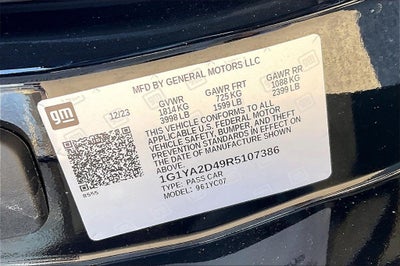 gm
MFD BY GENERAL MOTORS LLC
12/23
GVWR GAWR FRT GAWR RR
1814 KG 725 KG 1088 KG
3998 LB 1599 LB 2399 LB
THIS VEHICLE CONFORMS TO ALL
APPLICABLE U.S. FEDERAL MOTOR
VEHICLE SAFETY, BUMPER, AND THEFT
PREVENTION STANDARDS IN EFFECT ON
THE DATE OF MANUFACTURE SHOWN ABOVE.
1G1YA2D49R5107386
TYPE: PASS CAR
MODEL: 961YC07